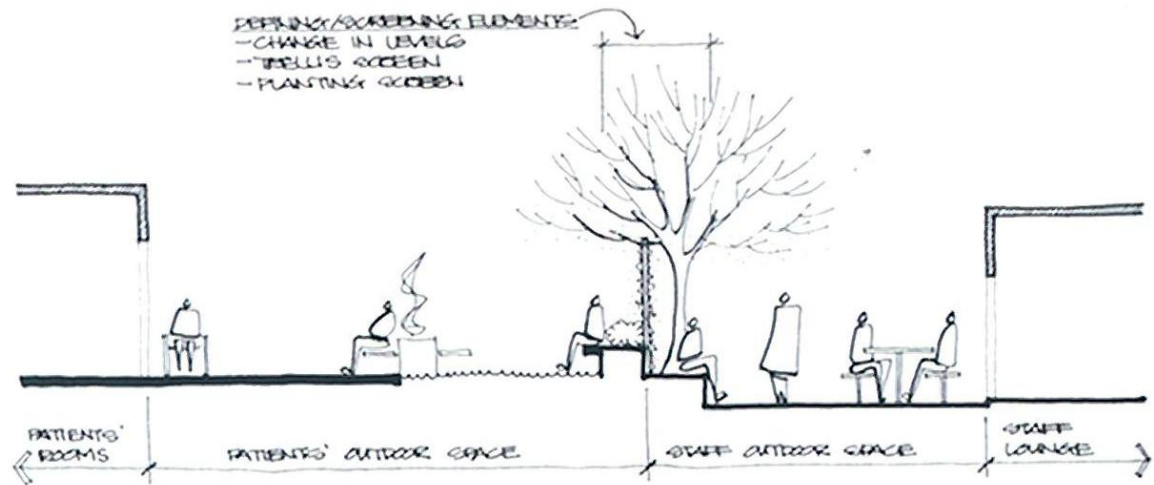 DEFINING/SCREENING ELEMENTS
- CHANGE IN LEVELS
- TRELLIS SCREEN
- PLANTING SCREEN
PATIENTS'
ROOMS
PATIENTS' OUTDOOR SPACE
STAFF OUTDOOR SPACE
STAFF
LOUNGE